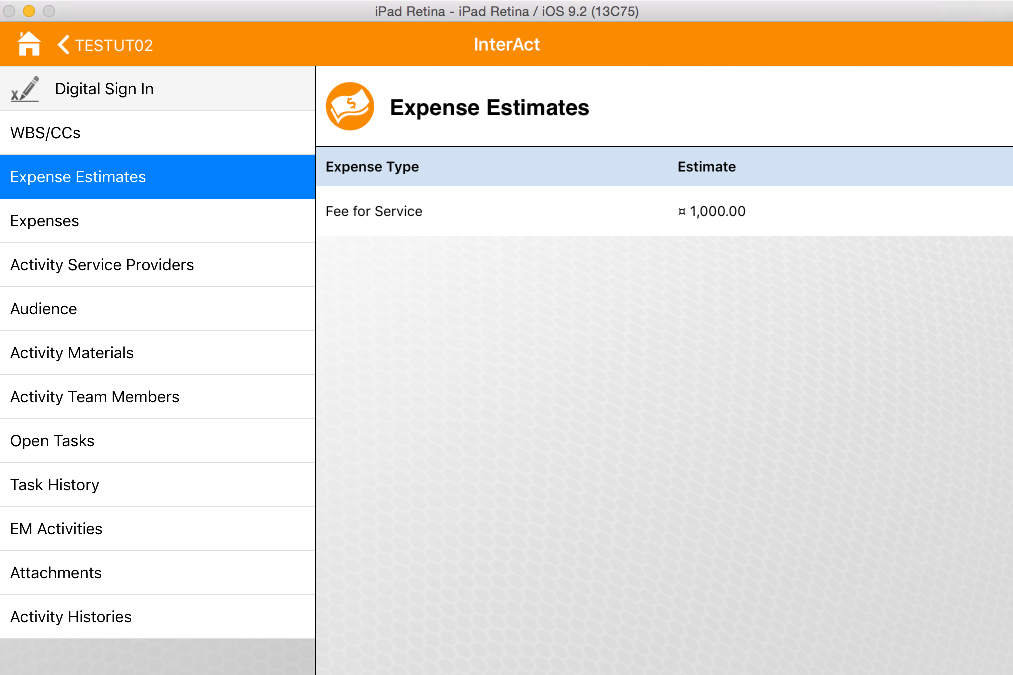 iPad Retina - iPad Retina / iOS 9.2 (13C75)
TESTUT02
InterAct
Digital Sign In
WBS/CCs
Expense Estimates
Expenses
Activity Service Providers
Audience
Activity Materials
Activity Team Members
Open Tasks
Task History
EM Activities
Attachments
Activity Histories
Expense Estimates
Expense Type Estimate
Fee for Service ¤ 1,000.00